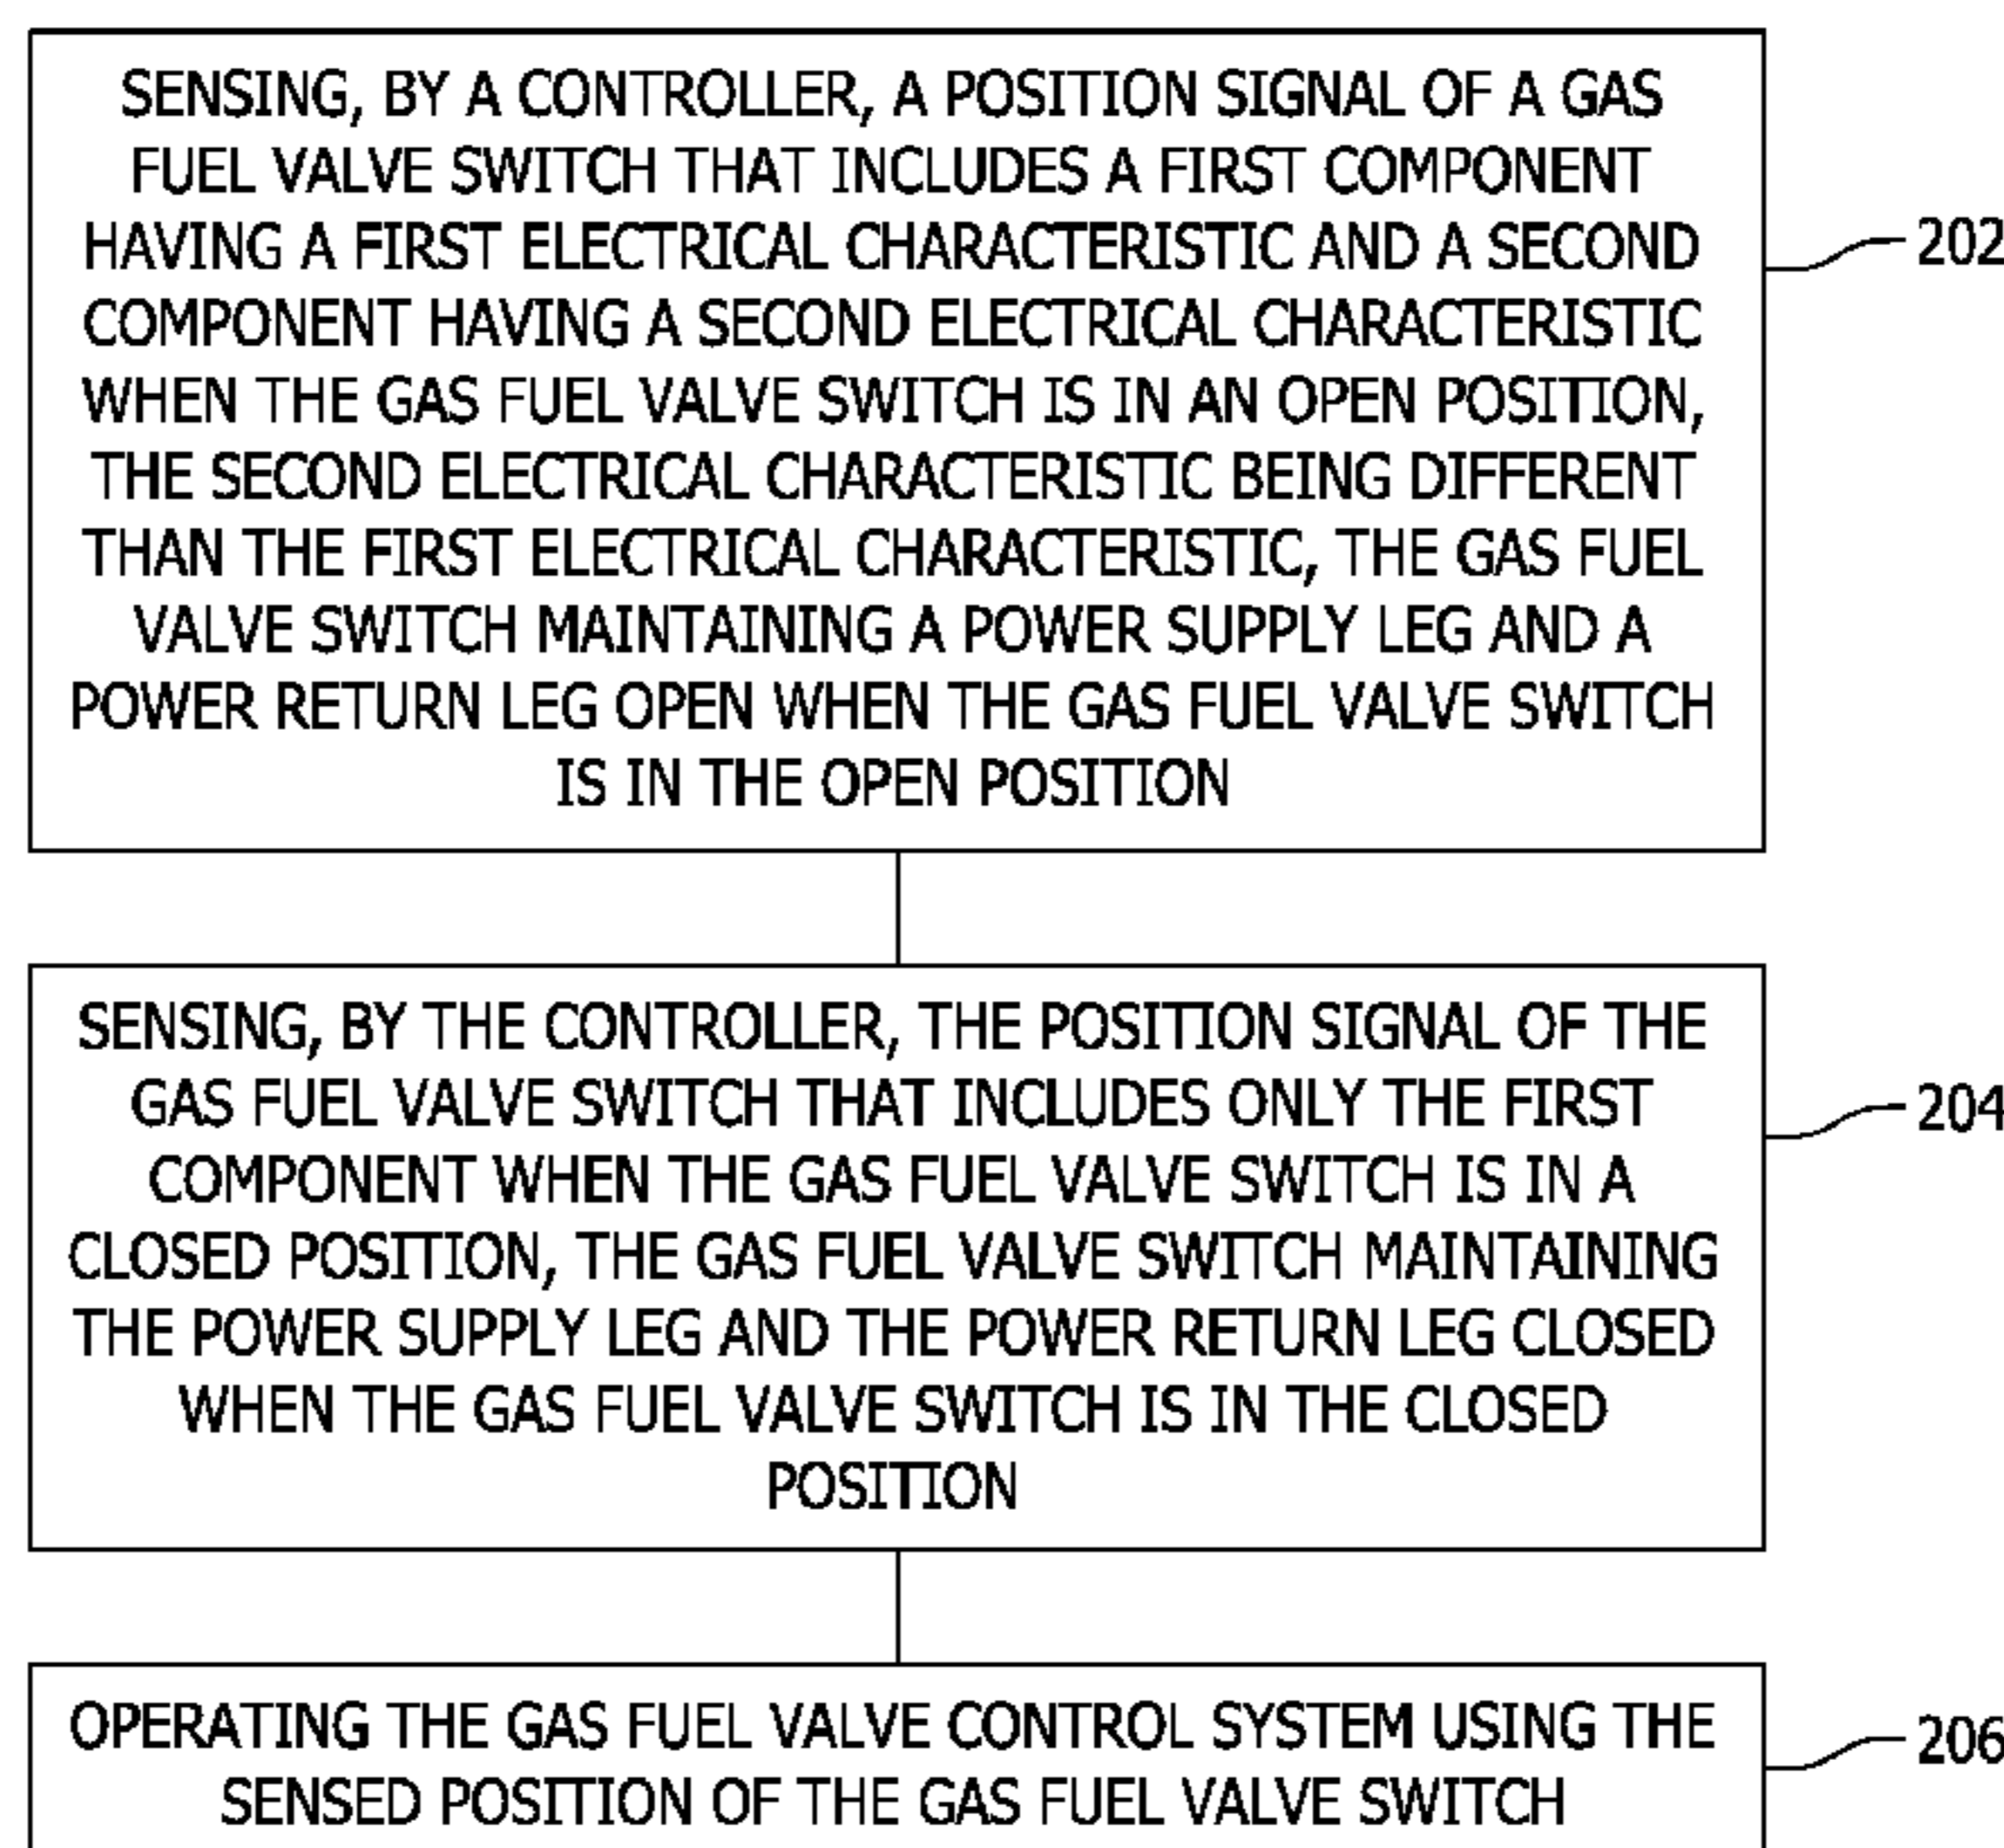 SENSING, BY A CONTROLLER, A POSITION SIGNAL OF A GAS
FUEL VALVE SWITCH THAT INCLUDES A FIRST COMPONENT
HAVING A FIRST ELECTRICAL CHARACTERISTIC AND A SECOND
COMPONENT HAVING A SECOND ELECTRICAL CHARACTERISTIC
WHEN THE GAS FUEL VALVE SWITCH IS IN AN OPEN POSITION,
THE SECOND ELECTRICAL CHARACTERISTIC BEING DIFFERENT
THAN THE FIRST ELECTRICAL CHARACTERISTIC, THE GAS FUEL
VALVE SWITCH MAINTAINING A POWER SUPPLY LEG AND A
POWER RETURN LEG OPEN WHEN THE GAS FUEL VALVE SWITCH
IS IN THE OPEN POSITION
202
SENSING, BY THE CONTROLLER, THE POSITION SIGNAL OF THE
GAS FUEL VALVE SWITCH THAT INCLUDES ONLY THE FIRST
COMPONENT WHEN THE GAS FUEL VALVE SWITCH IS IN A
CLOSED POSITION, THE GAS FUEL VALVE SWITCH MAINTAINING
THE POWER SUPPLY LEG AND THE POWER RETURN LEG CLOSED
WHEN THE GAS FUEL VALVE SWITCH IS IN THE CLOSED
POSITION
204
OPERATING THE GAS FUEL VALVE CONTROL SYSTEM USING THE
SENSED POSITION OF THE GAS FUEL VALVE SWITCH
206